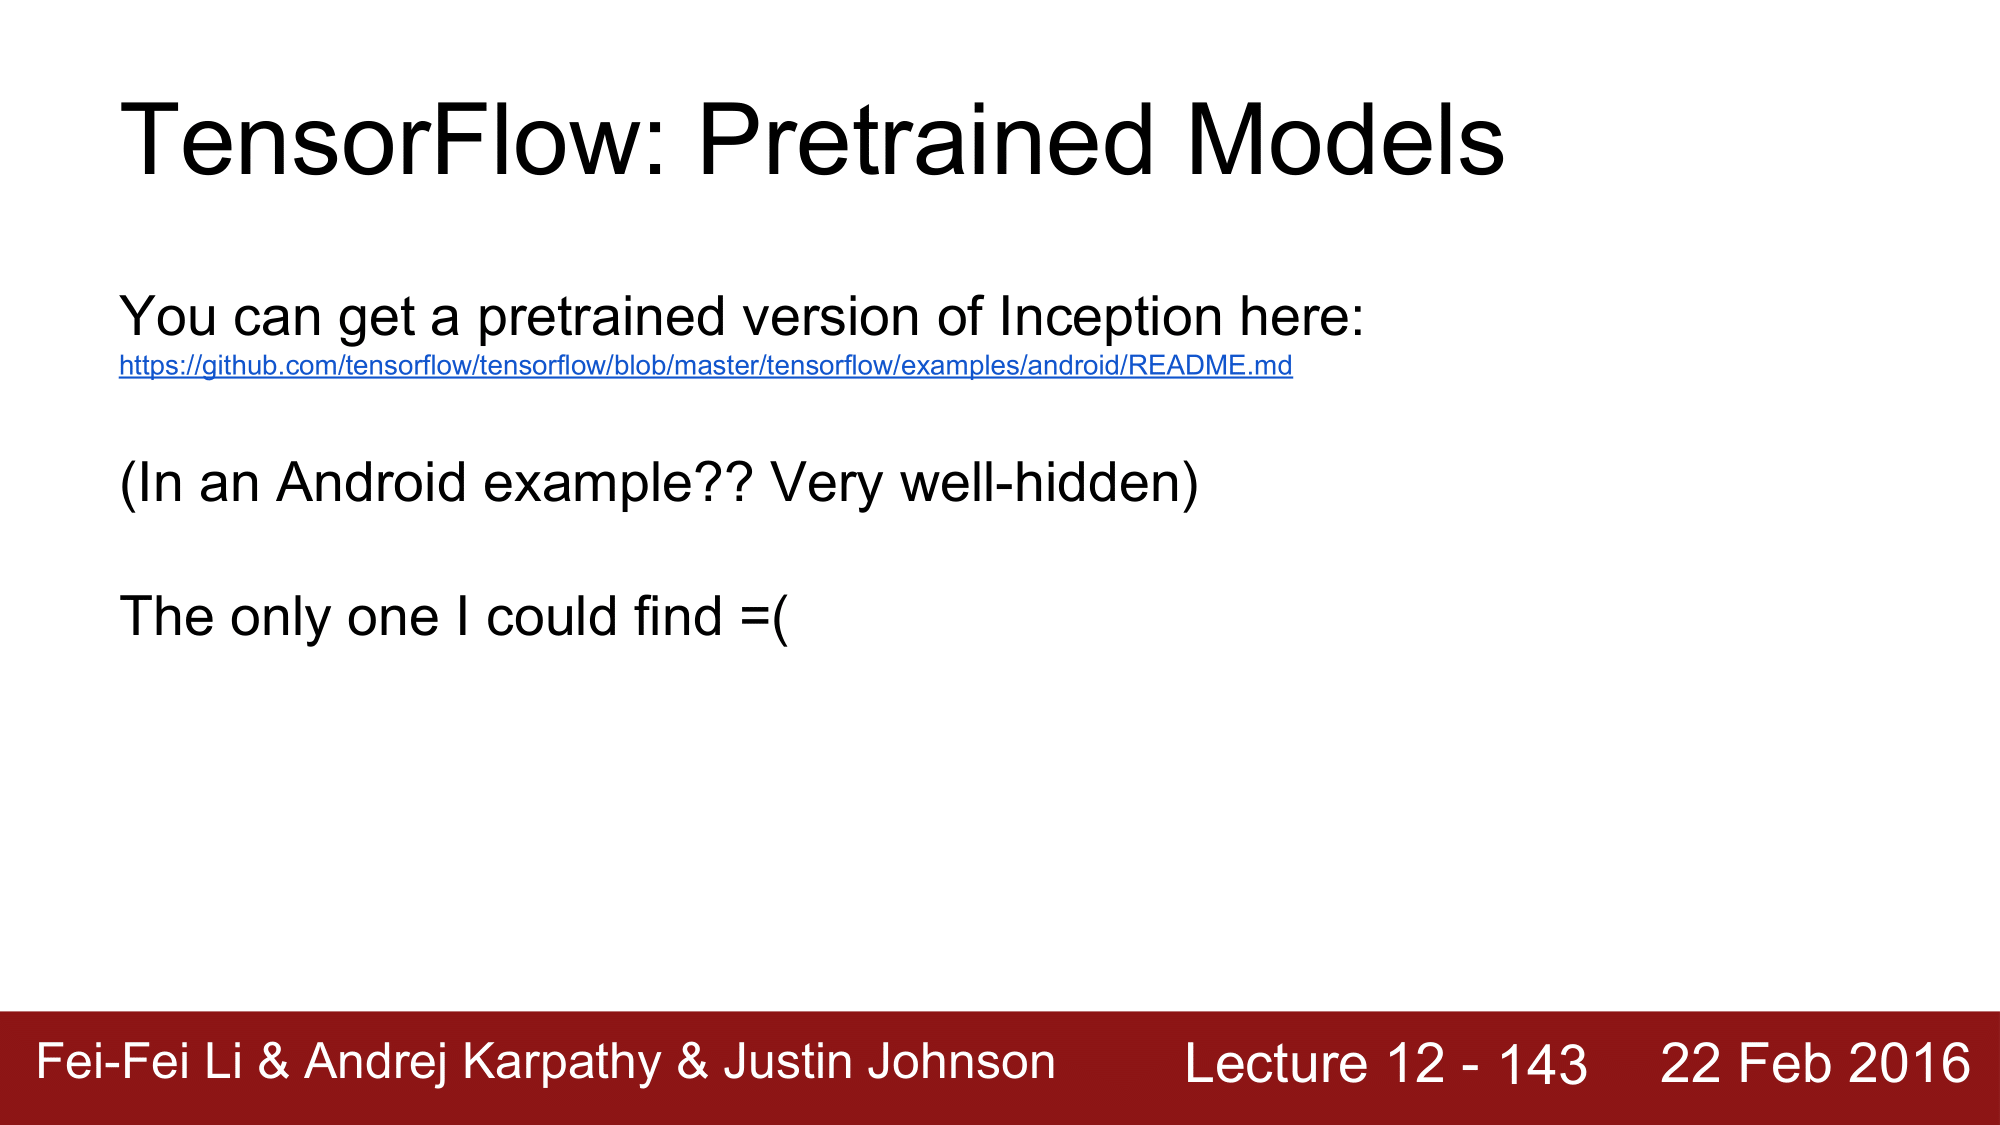 TensorFlow: Pretrained Models
You can get a pretrained version of Inception here:
https://github.com/tensorflow/tensorflow/blob/master/tensorflow/examples/android/README.md
(In an Android example?? Very well-hidden)
The only one I could find =(
Fei-Fei Li & Andrej Karpathy & Justin Johnson Lecture 12 - 143 22 Feb 2016